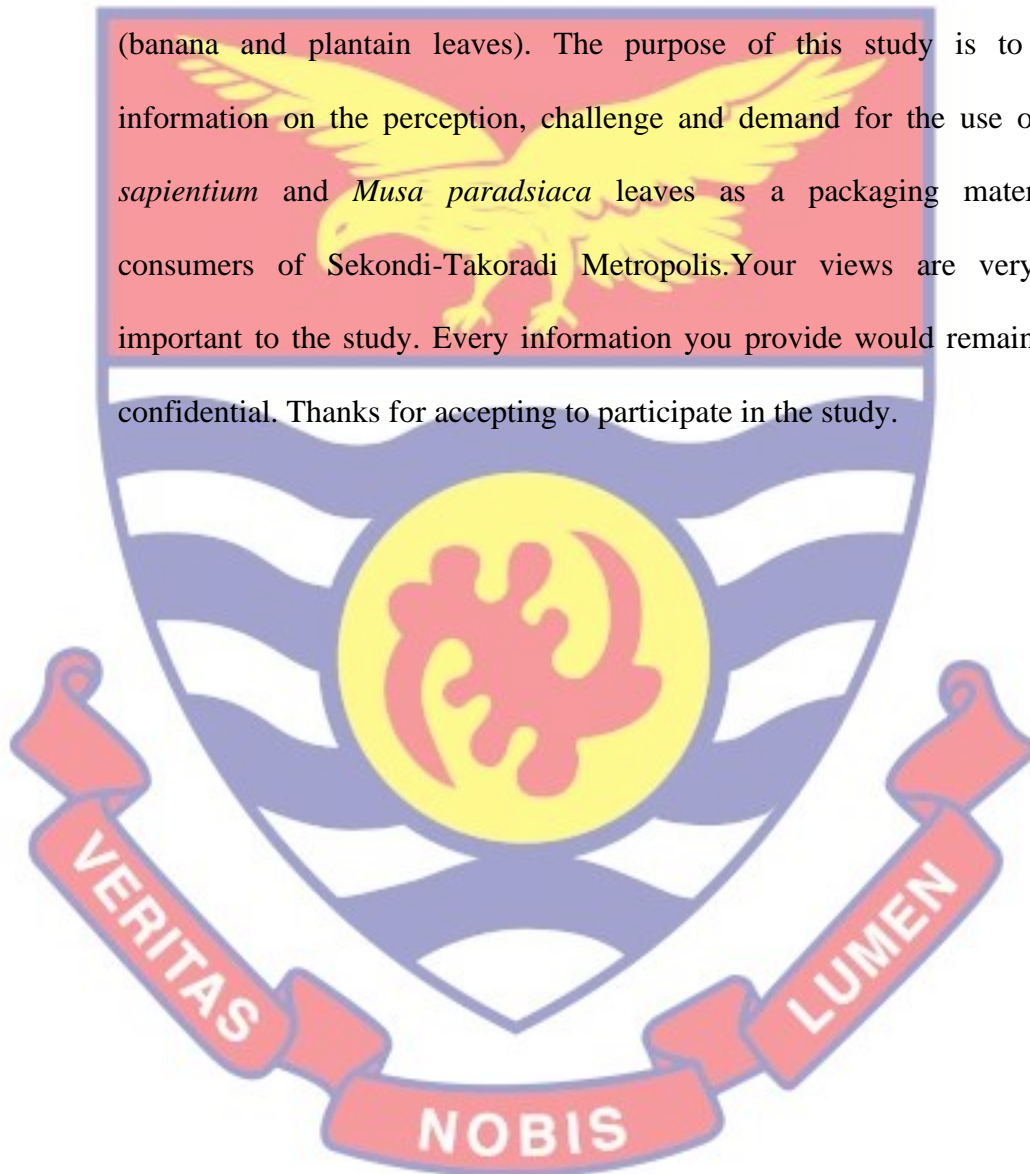 (banana and plantain leaves). The purpose of this study is to
information on the perception, challenge and demand for the use o
sapientium and Musa paradsiaca leaves as a packaging mater
consumers of Sekondi-Takoradi Metropolis.Your views are very
important to the study. Every information you provide would remain
confidential. Thanks for accepting to participate in the study.
VERITAS
NOBIS
LUMEN